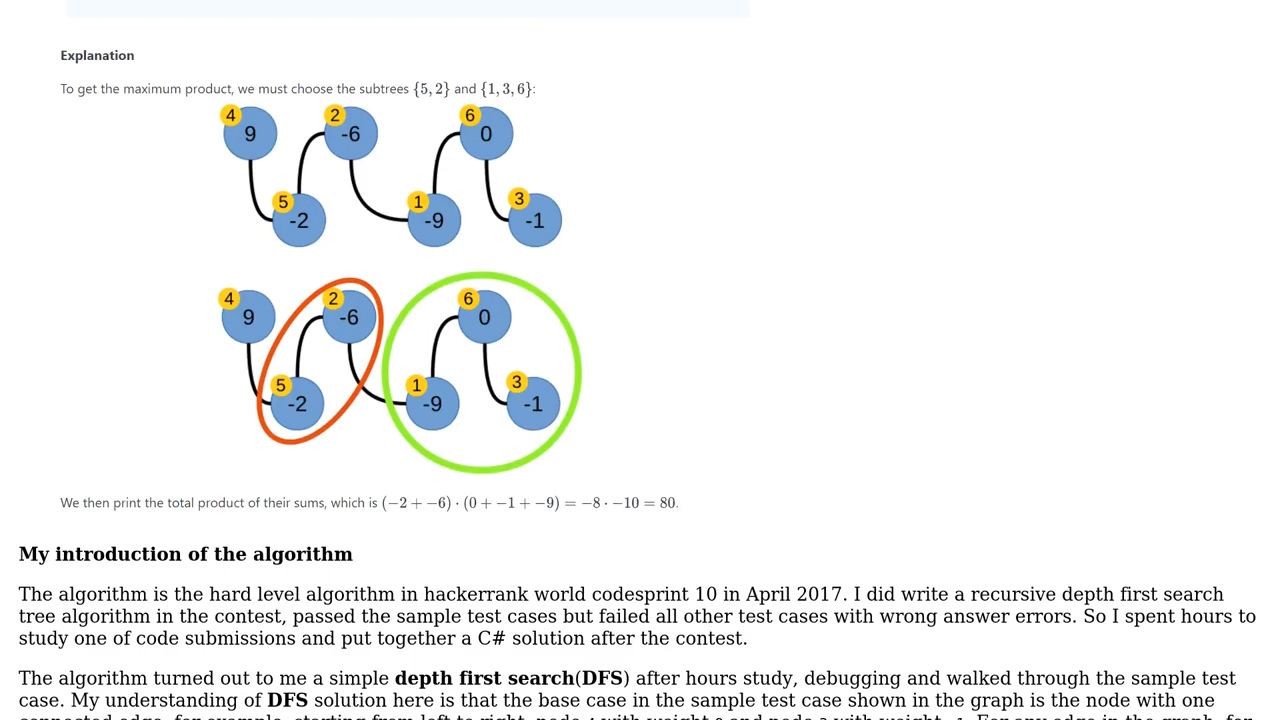 Explanation
To get the maximum product, we must choose the subtrees {5, 2} and {1, 3, 6}:
4 2 6
9 -6 0
5 1 3
-2 -9 -1
4 2 6
9 -6 0
5 1 3
-2 -9 -1
We then print the total product of their sums, which is (−2 + −6) · (0 + −1 + −9) = −8 · −10 = 80.
My introduction of the algorithm
The algorithm is the hard level algorithm in hackerrank world codesprint 10 in April 2017. I did write a recursive depth first search
tree algorithm in the contest, passed the sample test cases but failed all other test cases with wrong answer errors. So I spent hours to
study one of code submissions and put together a C# solution after the contest.
The algorithm turned out to me a simple depth first search(DFS) after hours study, debugging and walked through the sample test
case. My understanding of DFS solution here is that the base case in the sample test case shown in the graph is the node with one